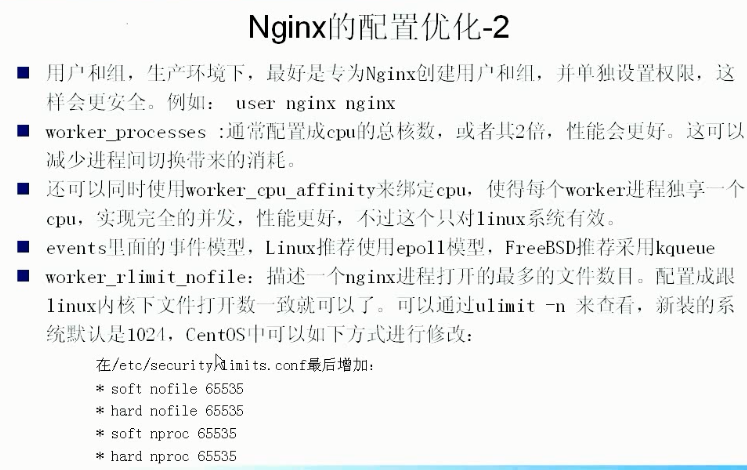 Nginx的配置优化-2
用户和组，生产环境下，最好是专为Nginx创建用户和组，并单独设置权限，这
样会更安全。例如： user nginx nginx
worker_processes :通常配置成cpu的总核数，或者其2倍，性能会更好。这可以
减少进程间切换带来的消耗。
还可以同时使用worker_cpu_affinity来绑定cpu，使得每个worker进程独享一个
cpu，实现完全的并发，性能更好，不过这个只对linux系统有效。
events里面的事件模型，Linux推荐使用epoll模型，FreeBSD推荐采用kqueue
worker_rlimit_nofile：描述一个nginx进程打开的最多的文件数目。配置成跟
linux内核下文件打开数一致就可以了。可以通过ulimit -n 来查看，新装的系
统默认是1024，CentOS中可以如下方式进行修改：
在/etc/security/limits.conf最后增加：
* soft nofile 65535
* hard nofile 65535
* soft nproc 65535
* hard nproc 65535